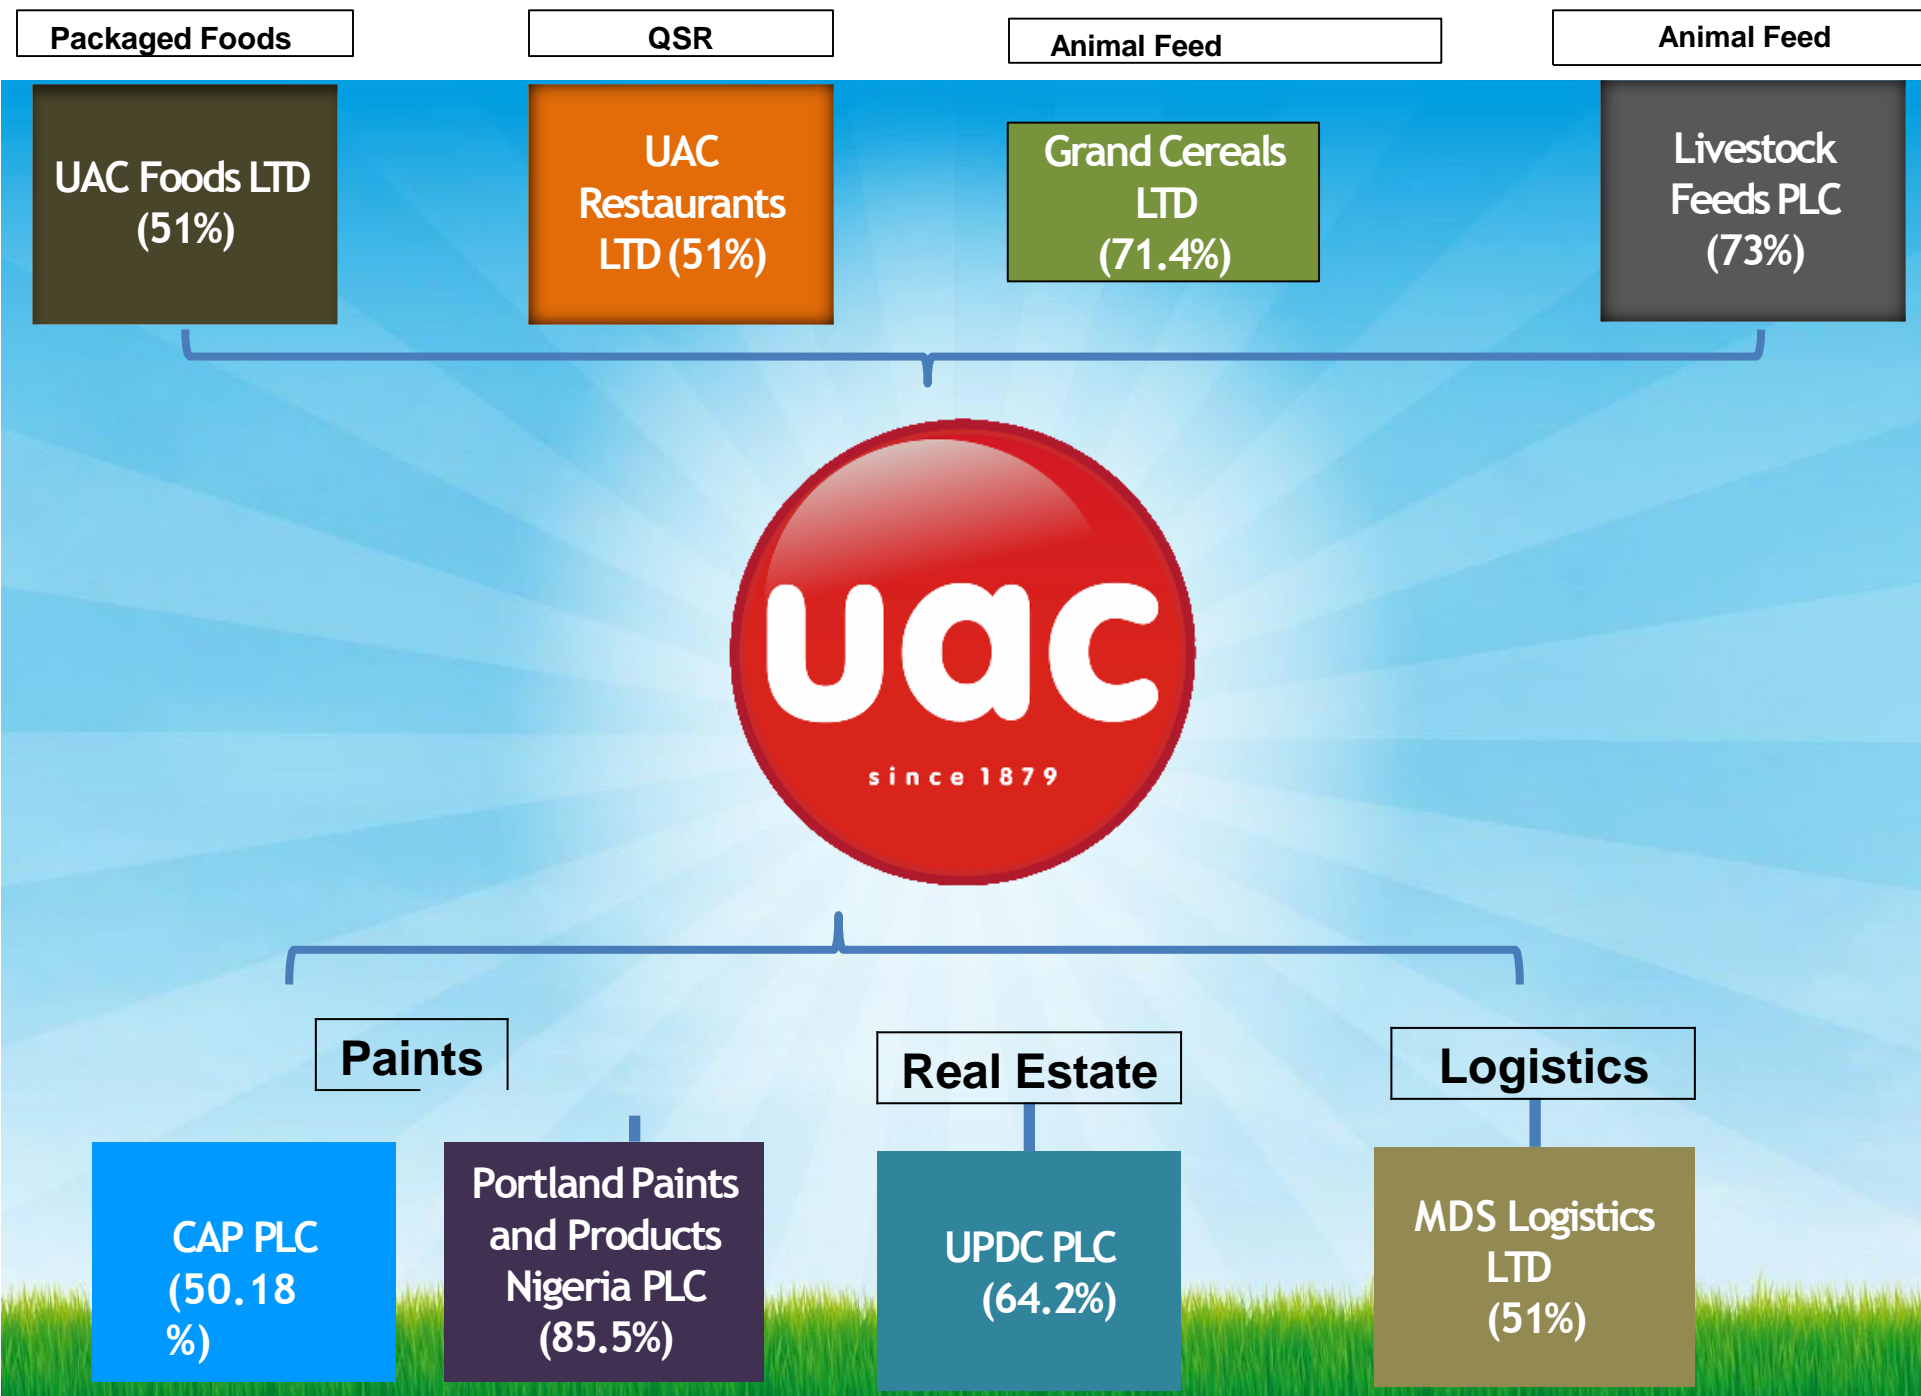 Packaged Foods
QSR
Animal Feed
Animal Feed
UAC Foods LTD
(51%)
UAC
Restaurants
LTD (51%)
Grand Cereals
LTD
(71.4%)
Livestock
Feeds PLC
(73%)
uac
since 1879
Paints
Real Estate
Logistics
CAP PLC
(50.18
%)
Portland Paints
and Products
Nigeria PLC
(85.5%)
UPDC PLC
(64.2%)
MDS Logistics
LTD
(51%)